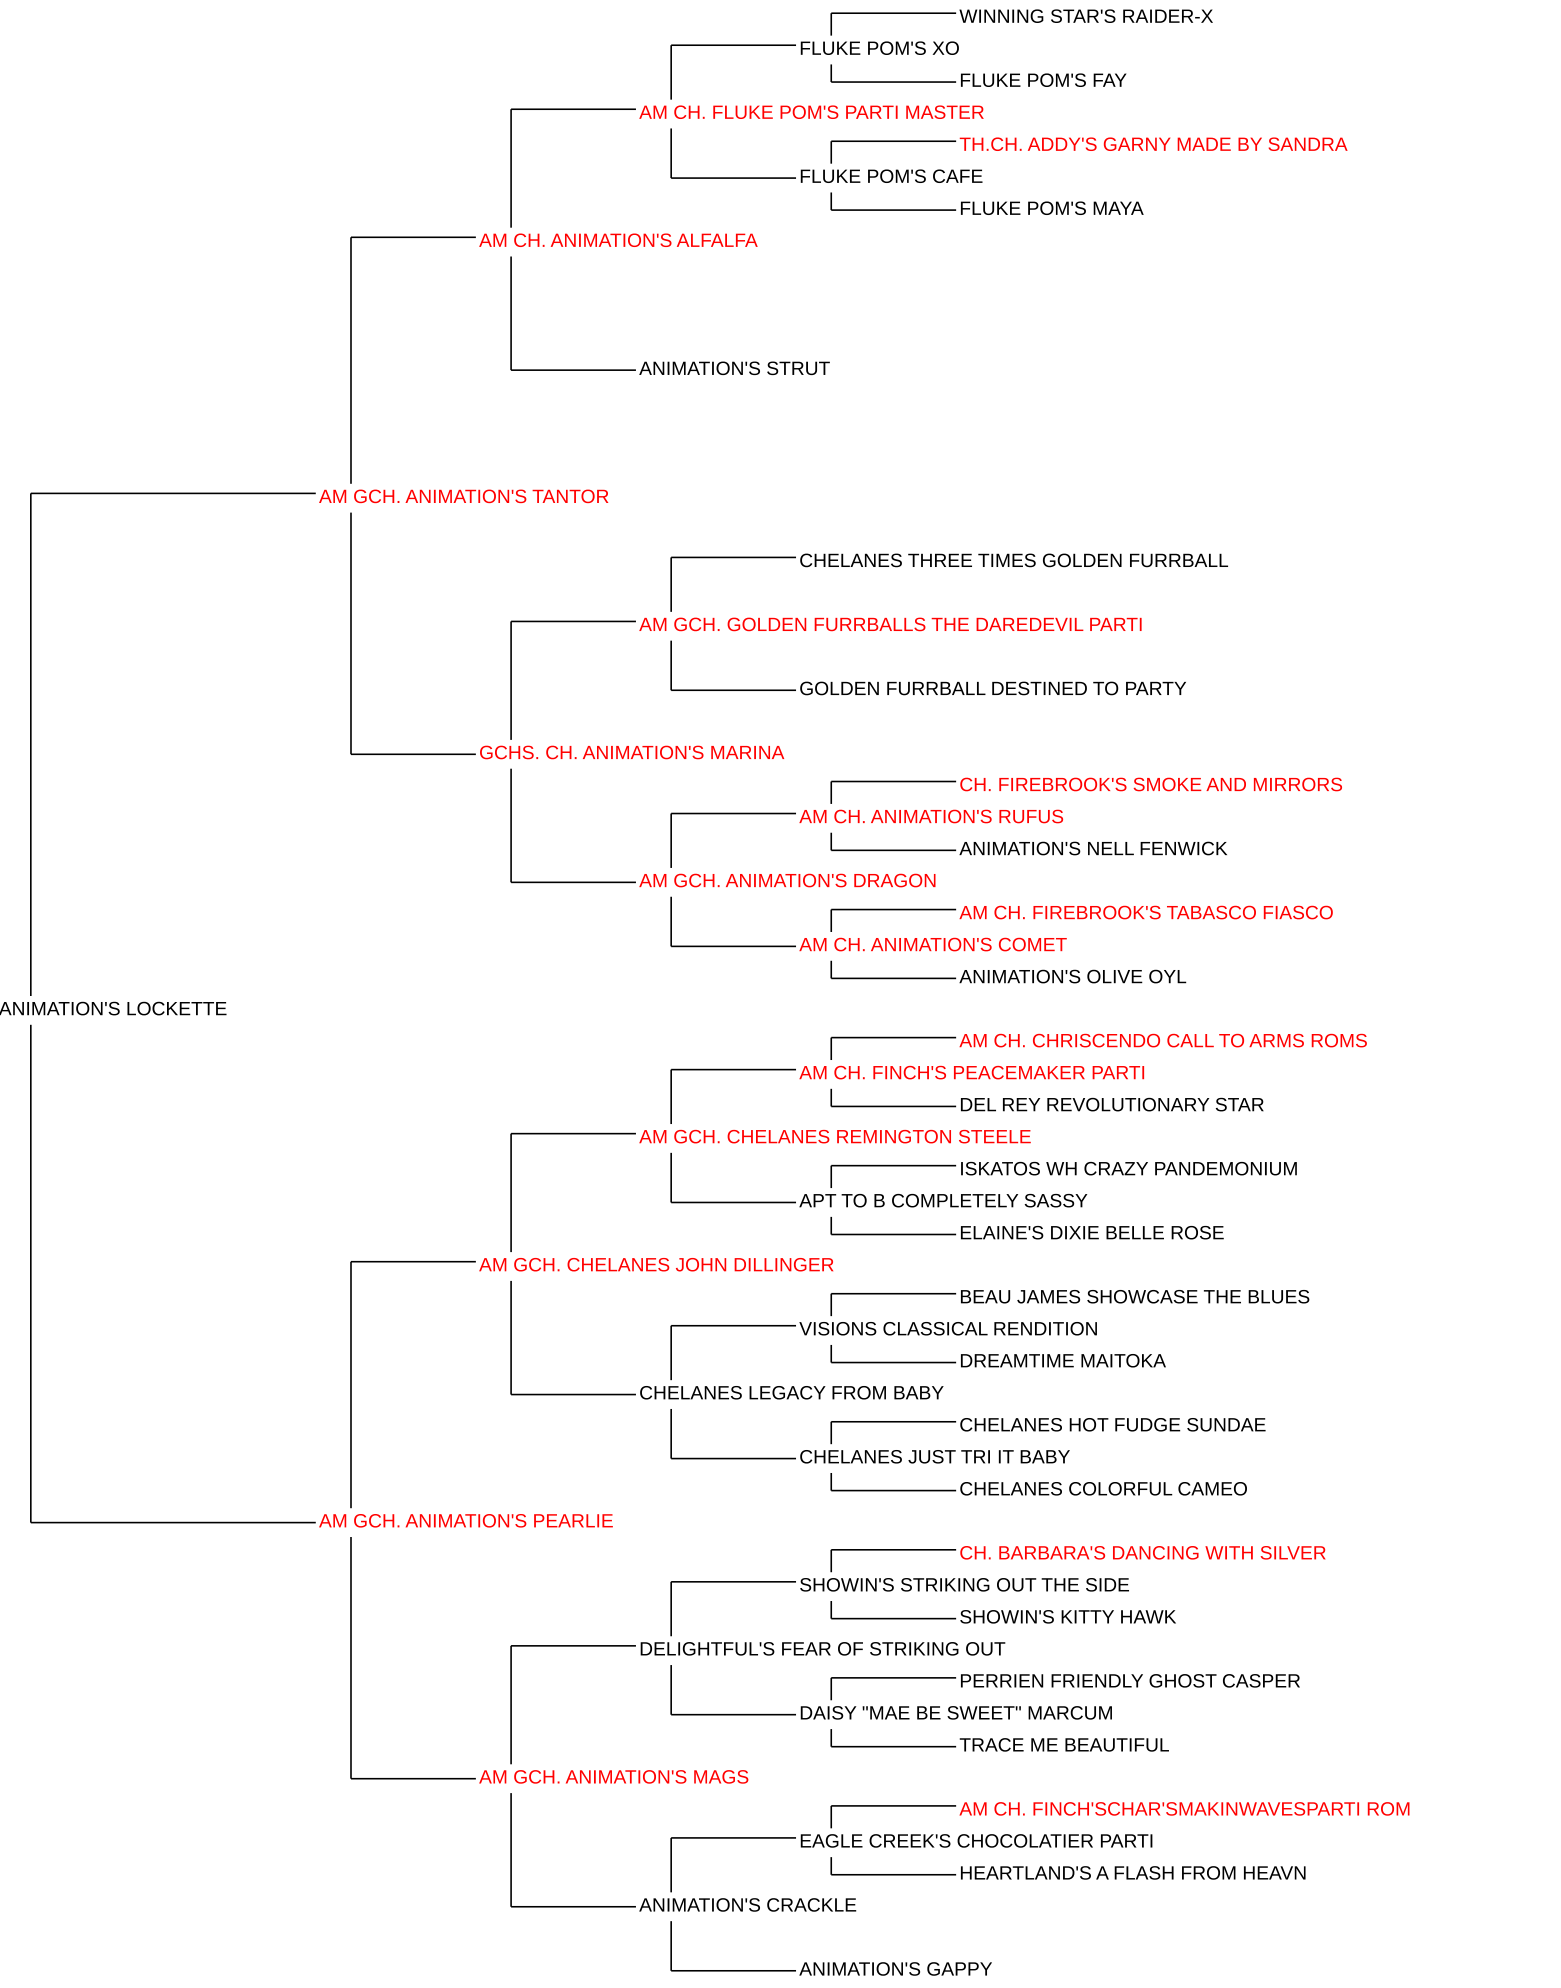 WINNING STAR'S RAIDER-X
FLUKE POM'S XO
FLUKE POM'S FAY
AM CH. FLUKE POM'S PARTI MASTER
TH.CH. ADDY'S GARNY MADE BY SANDRA
FLUKE POM'S CAFE
FLUKE POM'S MAYA
AM CH. ANIMATION'S ALFALFA
ANIMATION'S STRUT
AM GCH. ANIMATION'S TANTOR
CHELANES THREE TIMES GOLDEN FURRBALL
AM GCH. GOLDEN FURRBALLS THE DAREDEVIL PARTI
GOLDEN FURRBALL DESTINED TO PARTY
GCHS. CH. ANIMATION'S MARINA
CH. FIREBROOK'S SMOKE AND MIRRORS
AM CH. ANIMATION'S RUFUS
ANIMATION'S NELL FENWICK
AM GCH. ANIMATION'S DRAGON
AM CH. FIREBROOK'S TABASCO FIASCO
AM CH. ANIMATION'S COMET
ANIMATION'S OLIVE OYL
ANIMATION'S LOCKETTE
AM CH. CHRISCENDO CALL TO ARMS ROMS
AM CH. FINCH'S PEACEMAKER PARTI
DEL REY REVOLUTIONARY STAR
AM GCH. CHELANES REMINGTON STEELE
ISKATOS WH CRAZY PANDEMONIUM
APT TO B COMPLETELY SASSY
ELAINE'S DIXIE BELLE ROSE
AM GCH. CHELANES JOHN DILLINGER
BEAU JAMES SHOWCASE THE BLUES
VISIONS CLASSICAL RENDITION
DREAMTIME MAITOKA
CHELANES LEGACY FROM BABY
CHELANES HOT FUDGE SUNDAE
CHELANES JUST TRI IT BABY
CHELANES COLORFUL CAMEO
AM GCH. ANIMATION'S PEARLIE
CH. BARBARA'S DANCING WITH SILVER
SHOWIN'S STRIKING OUT THE SIDE
SHOWIN'S KITTY HAWK
DELIGHTFUL'S FEAR OF STRIKING OUT
PERRIEN FRIENDLY GHOST CASPER
DAISY "MAE BE SWEET" MARCUM
TRACE ME BEAUTIFUL
AM GCH. ANIMATION'S MAGS
AM CH. FINCH'SCHAR'SMAKINWAVESPARTI ROM
EAGLE CREEK'S CHOCOLATIER PARTI
HEARTLAND'S A FLASH FROM HEAVN
ANIMATION'S CRACKLE
ANIMATION'S GAPPY